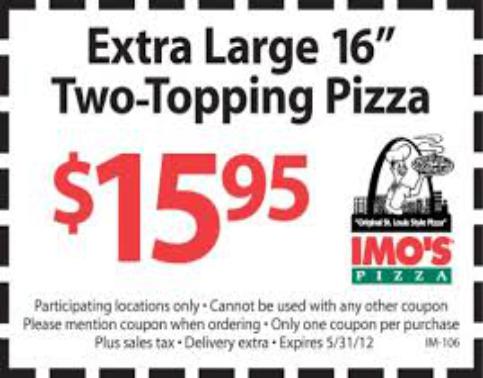 Extra Large 16”
Two-Topping Pizza
$15 95
"Original St. Louis Style Pizza"
IMO'S
PIZZA
Participating locations only • Cannot be used with any other coupon
Please mention coupon when ordering • Only one coupon per purchase
Plus sales tax • Delivery extra • Expires 5/31/12 IM-106